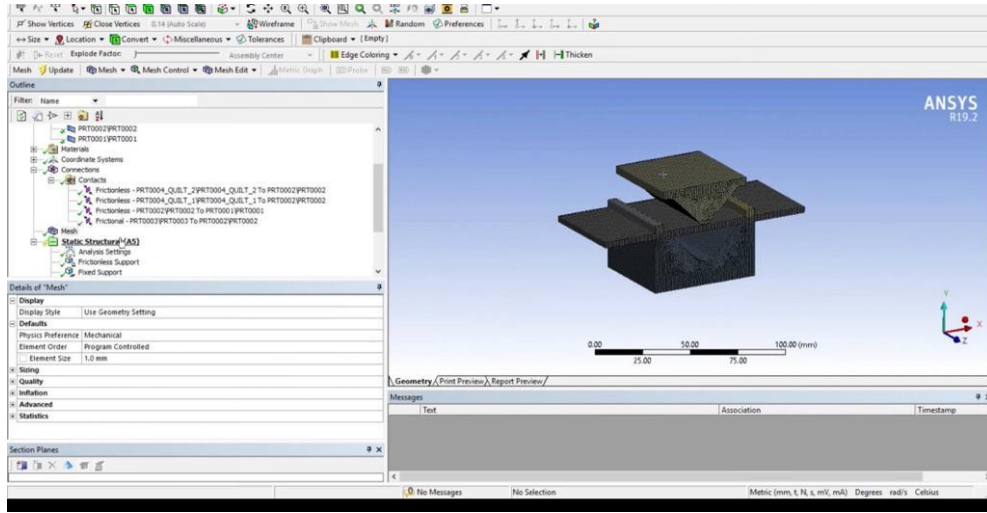 Show Vertices Close Vertices 0.14 (Auto Scale) Wireframe Show Mesh Random Preferences
Size Location Convert Miscellaneous Tolerances Clipboard [Empty]
Reset Explode Factor: Assembly Center Edge Coloring Thicken
Mesh Update Mesh Mesh Control Mesh Edit Metric Graph Probe
Outline
Filter: Name
PRT0002\PRT0002
PRT0001\PRT0001
Materials
Coordinate Systems
Connections
Contacts
Frictionless - PRT0004_QUILT_2\PRT0004_QUILT_2 To PRT0002\PRT0002
Frictionless - PRT0004_QUILT_1\PRT0004_QUILT_1 To PRT0002\PRT0002
Frictionless - PRT0002\PRT0002 To PRT0001\PRT0001
Frictional - PRT0003\PRT0003 To PRT0002\PRT0002
Mesh
Static Structural (A5)
Analysis Settings
Frictionless Support
Fixed Support
Details of "Mesh"
Display
Display Style Use Geometry Setting
Defaults
Physics Preference Mechanical
Element Order Program Controlled
Element Size 1.0 mm
Sizing
Quality
Inflation
Advanced
Statistics
Section Planes
ANSYS
R19.2
Y
X
Z
0.00 50.00 100.00 (mm)
25.00 75.00
Geometry Print Preview Report Preview
Messages
Text Association Timestamp
No Messages No Selection Metric (mm, t, N, s, mV, mA) Degrees rad/s Celsius